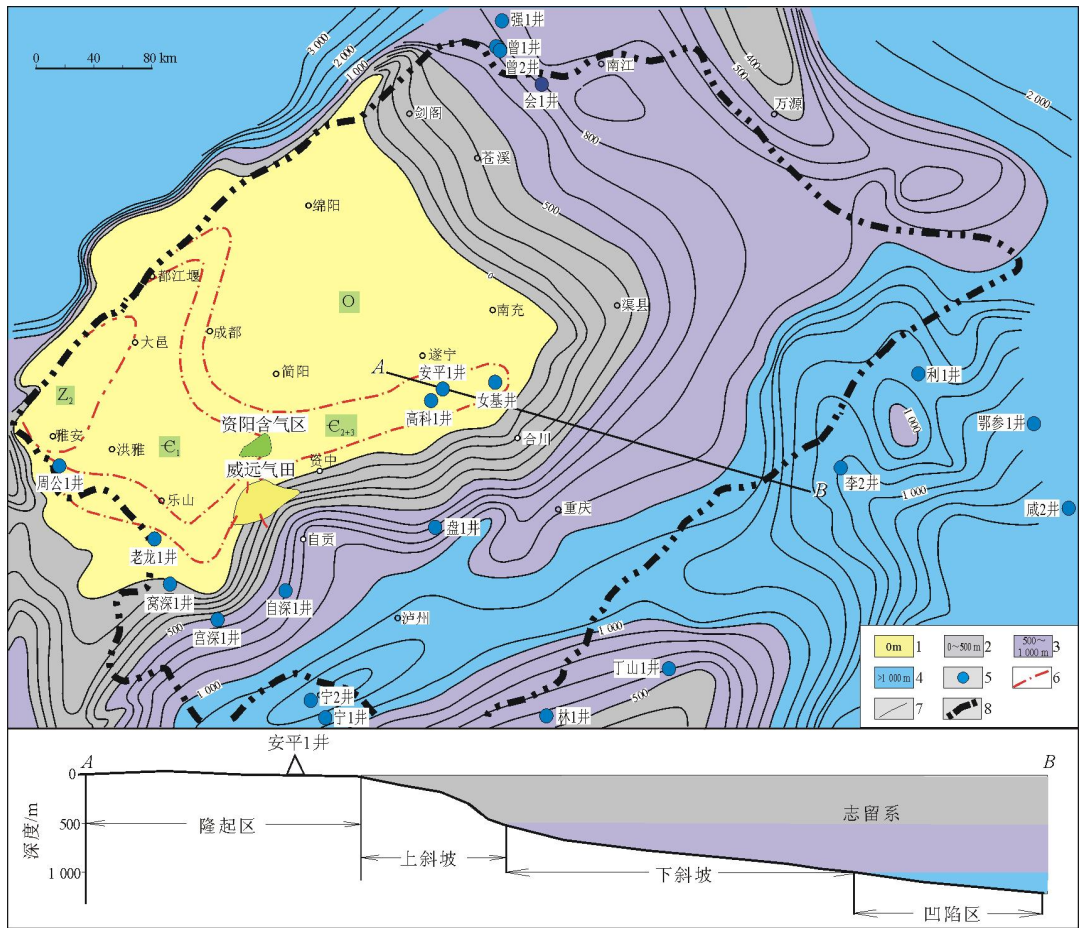 强1井
曾1井
曾2井
会1井
南江
万源
剑阁
苍溪
绵阳
都江堰
大邑
成都
简阳
遂宁
南充
渠县
安平1井
高科1井
女基井
合川
资阳含气区
威远气田
资中
雅安
洪雅
周公1井
乐山
老龙1井
窝深1井
宫深1井
自深1井
自贡
盘1井
重庆
泸州
宁2井
宁1井
林1井
丁山1井
利1井
鄂参1井
李2井
咸2井
0 40 80 km
3 000
2 000
1 000
800
500
400
500
2 000
500
1 000
1 000
1 000
1 000
500
500
1 000
O
Z₂
Є₁
Є₂₊₃
A
B
0m 1
0~500 m 2
500~1 000 m 3
>1 000 m 4
5
6
7
8
安平1井
A
B
0
500
1 000
深度/m
志留系
隆起区
上斜坡
下斜坡
凹陷区